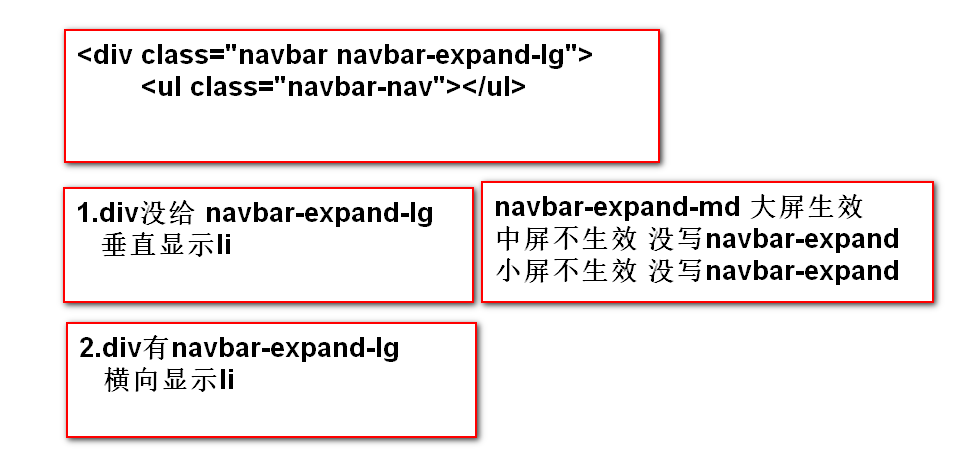 <div class="navbar navbar-expand-lg">
<ul class="navbar-nav"></ul>
1.div没给 navbar-expand-lg
垂直显示li
navbar-expand-md 大屏生效
中屏不生效 没写navbar-expand
小屏不生效 没写navbar-expand
2.div有navbar-expand-lg
横向显示li